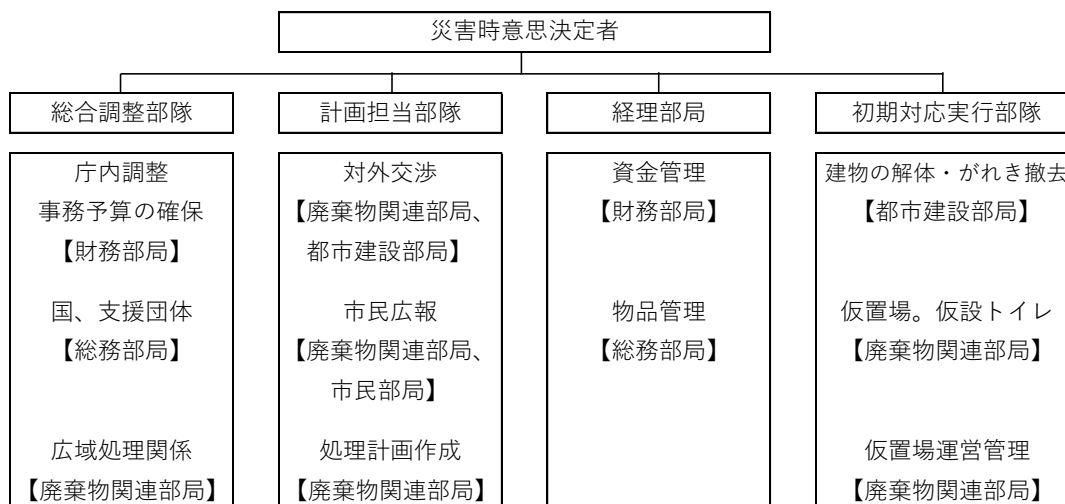 災害時意思決定者
総合調整部隊
計画担当部隊
経理部局
初期対応実行部隊
庁内調整
事務予算の確保
【財務部局】
国、支援団体
【総務部局】
広域処理関係
【廃棄物関連部局】
対外交渉
【廃棄物関連部局、
都市建設部局】
市民広報
【廃棄物関連部局、
市民部局】
処理計画作成
【廃棄物関連部局】
資金管理
【財務部局】
物品管理
【総務部局】
建物の解体・がれき撤去
【都市建設部局】
仮置場。仮設トイレ
【廃棄物関連部局】
仮置場運営管理
【廃棄物関連部局】